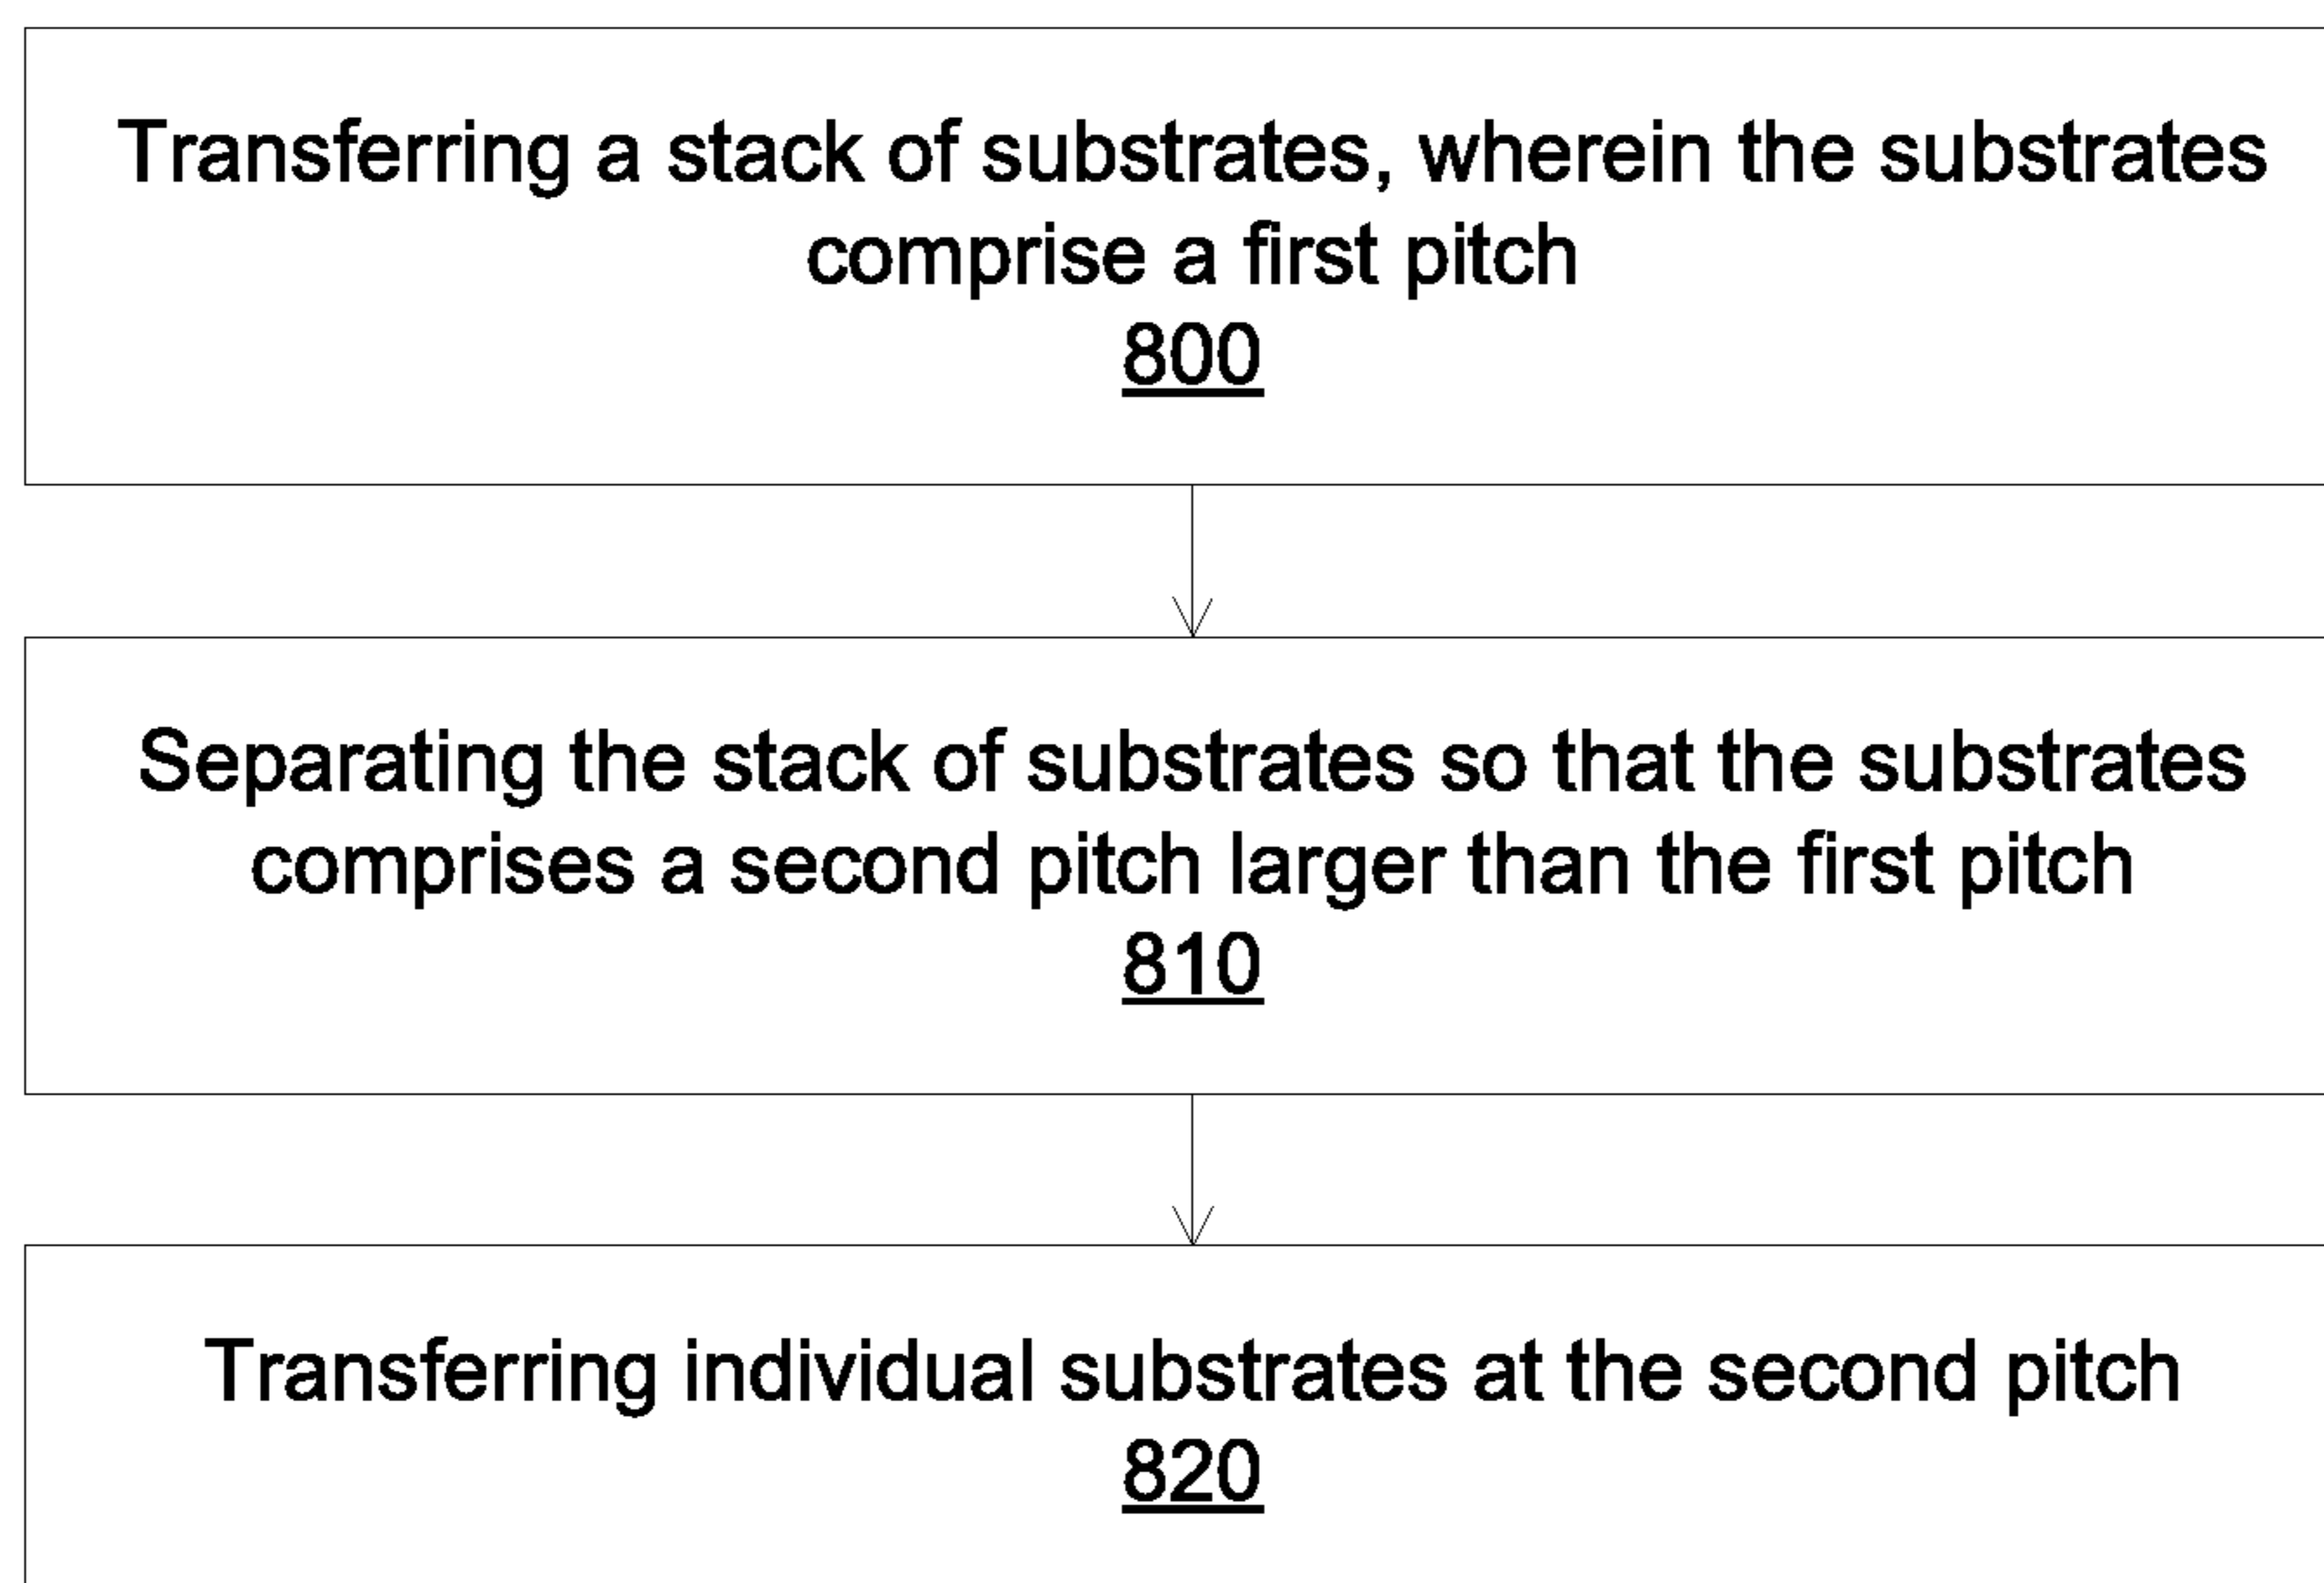 Transferring a stack of substrates, wherein the substrates
comprise a first pitch
800
Separating the stack of substrates so that the substrates
comprises a second pitch larger than the first pitch
810
Transferring individual substrates at the second pitch
820